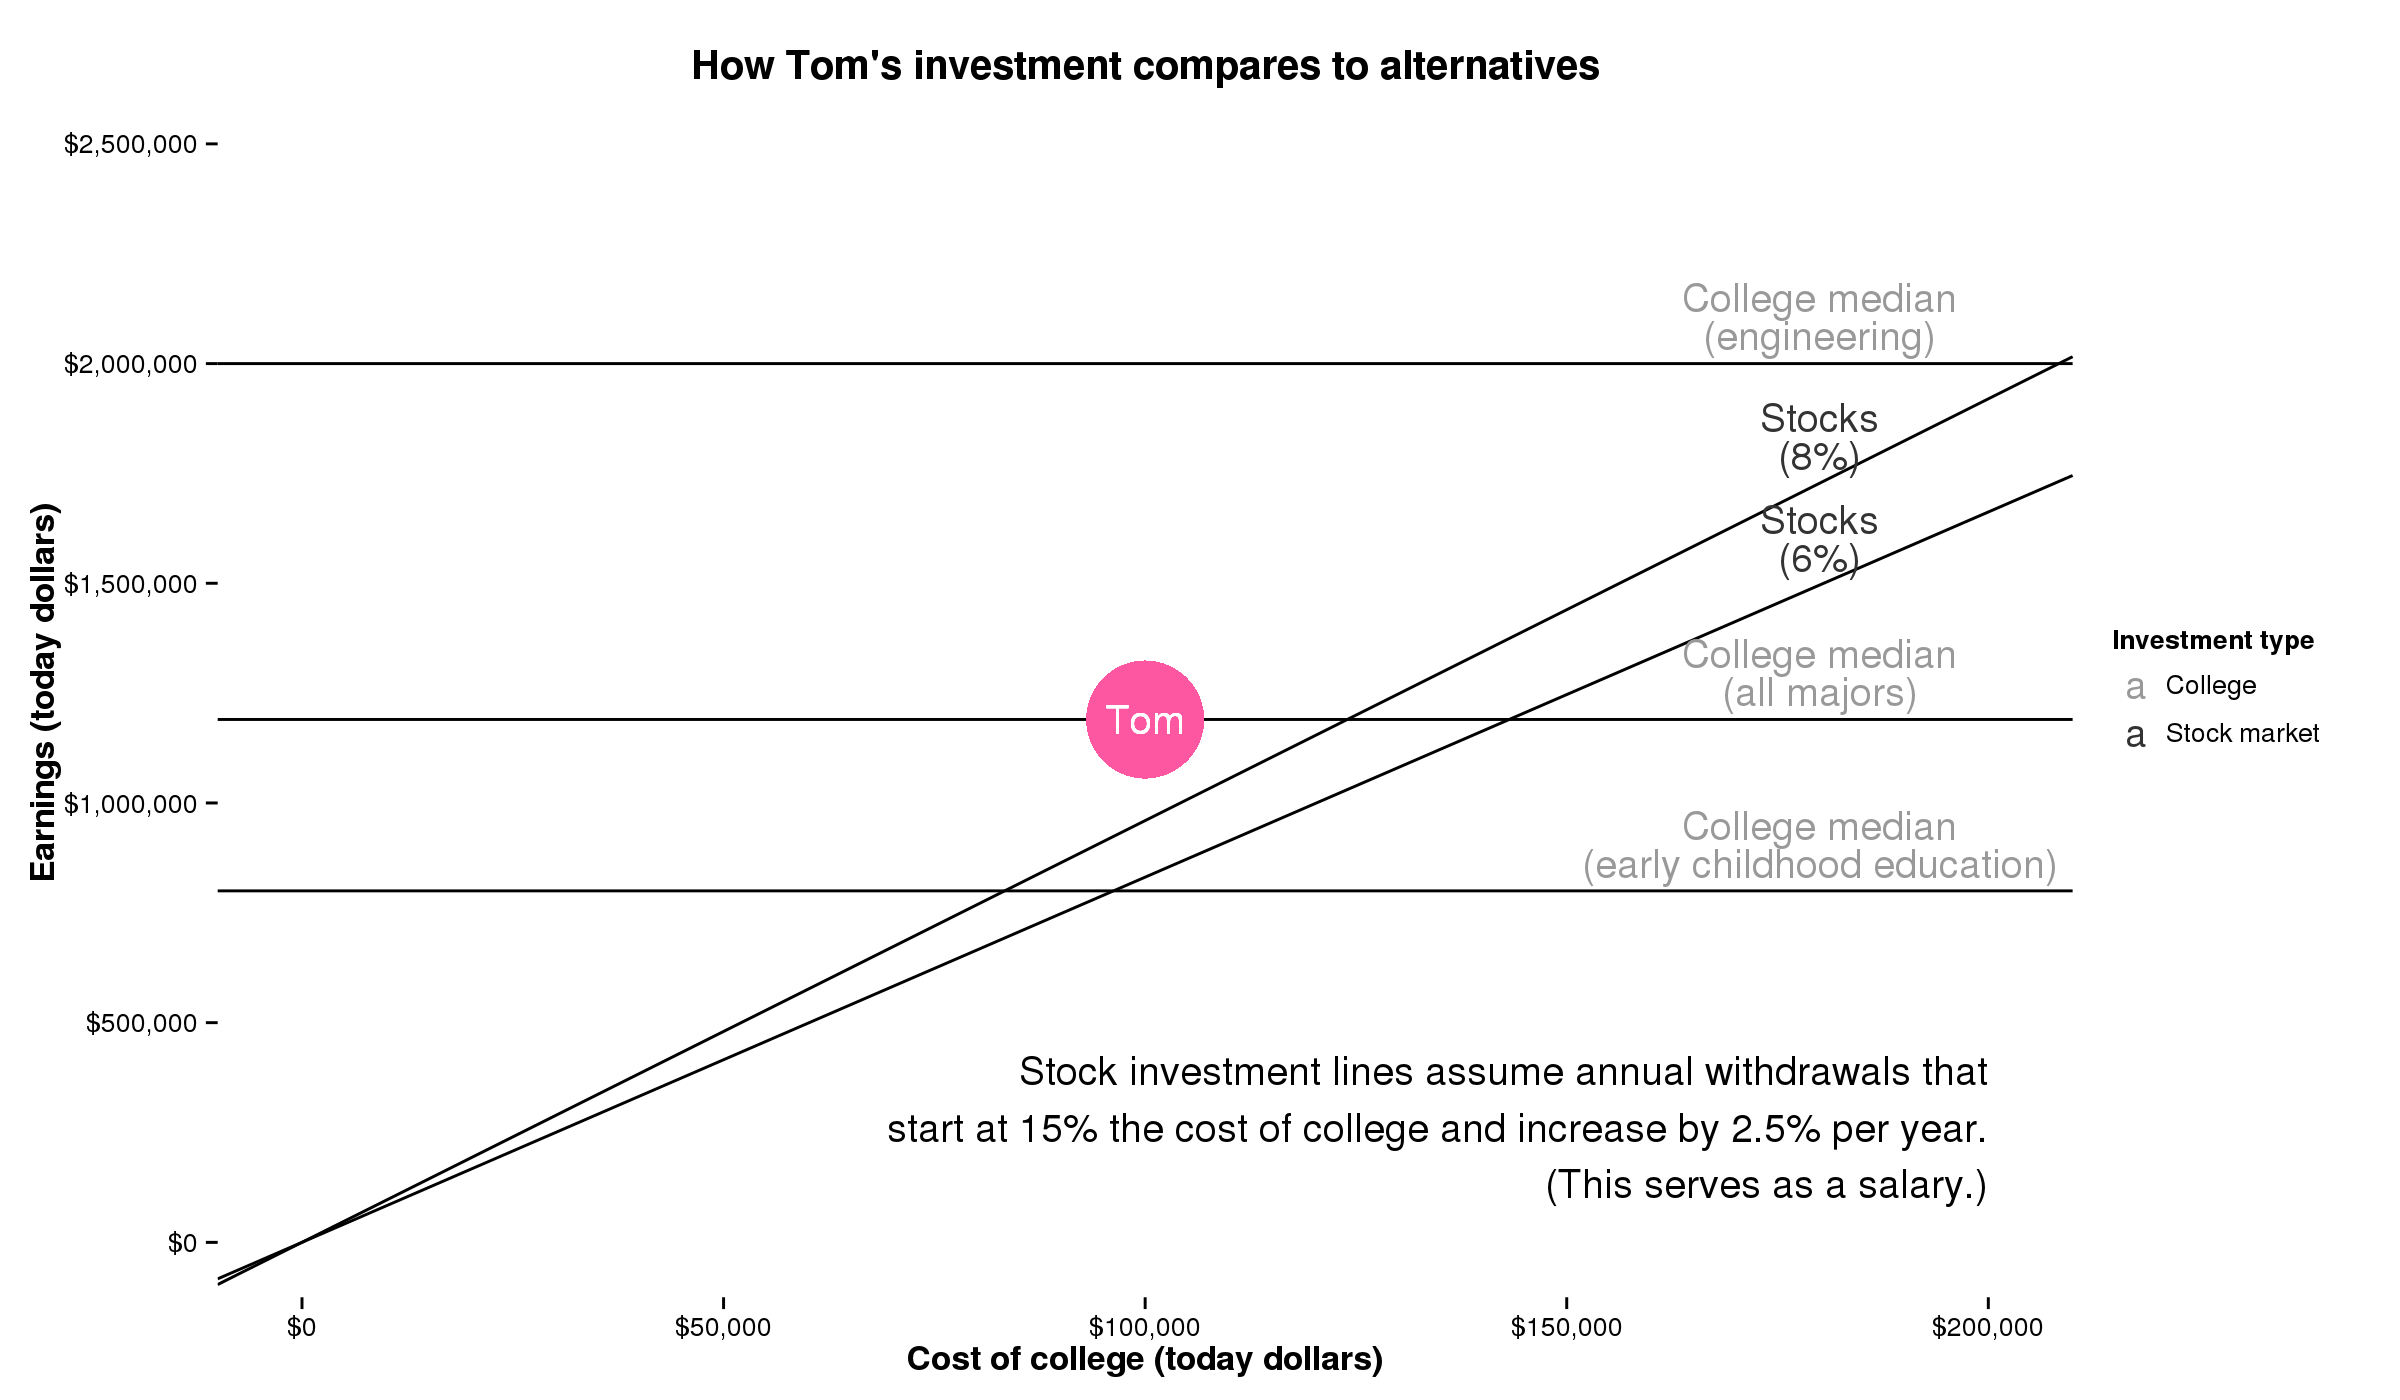 How Tom's investment compares to alternatives
$2,500,000
$2,000,000
$1,500,000
$1,000,000
$500,000
$0
Earnings (today dollars)
College median
(engineering)
Stocks
(8%)
Stocks
(6%)
College median
(all majors)
Tom
College median
(early childhood education)
Stock investment lines assume annual withdrawals that
start at 15% the cost of college and increase by 2.5% per year.
(This serves as a salary.)
$0
$50,000
$100,000
$150,000
$200,000
Cost of college (today dollars)
Investment type
a College
a Stock market